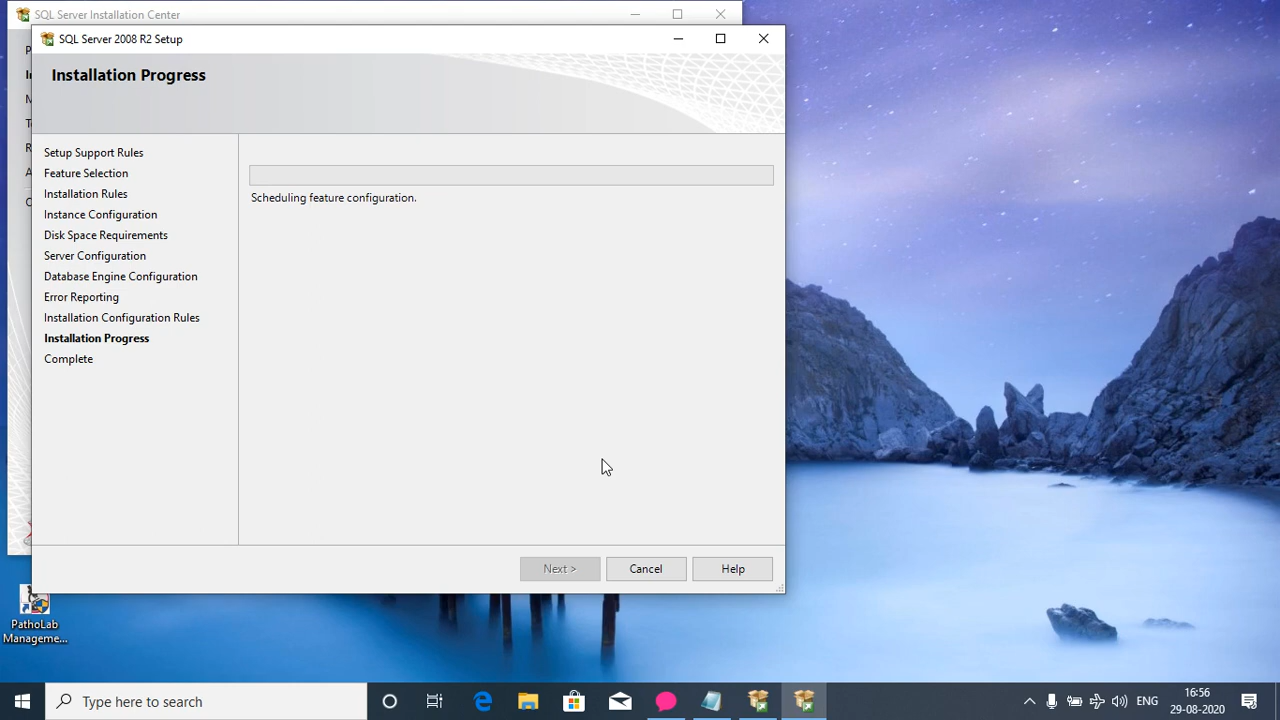 SQL Server Installation Center
SQL Server 2008 R2 Setup
Installation Progress
Setup Support Rules
Feature Selection
Installation Rules
Instance Configuration
Disk Space Requirements
Server Configuration
Database Engine Configuration
Error Reporting
Installation Configuration Rules
Installation Progress
Complete
Scheduling feature configuration.
Next >
Cancel
Help
PathoLab
Manageme...
Type here to search
ENG
16:56
29-08-2020